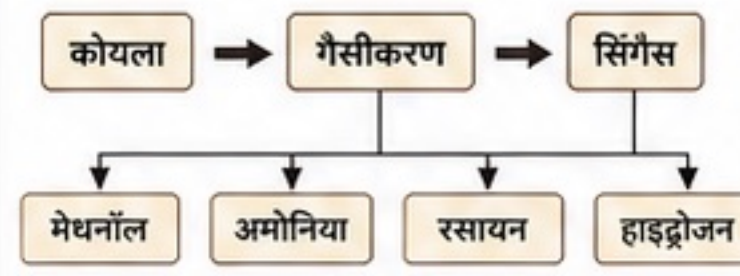 कोयला
गैसीकरण
सिंगैस
मेथनॉल
अमोनिया
रसायन
हाइड्रोजन